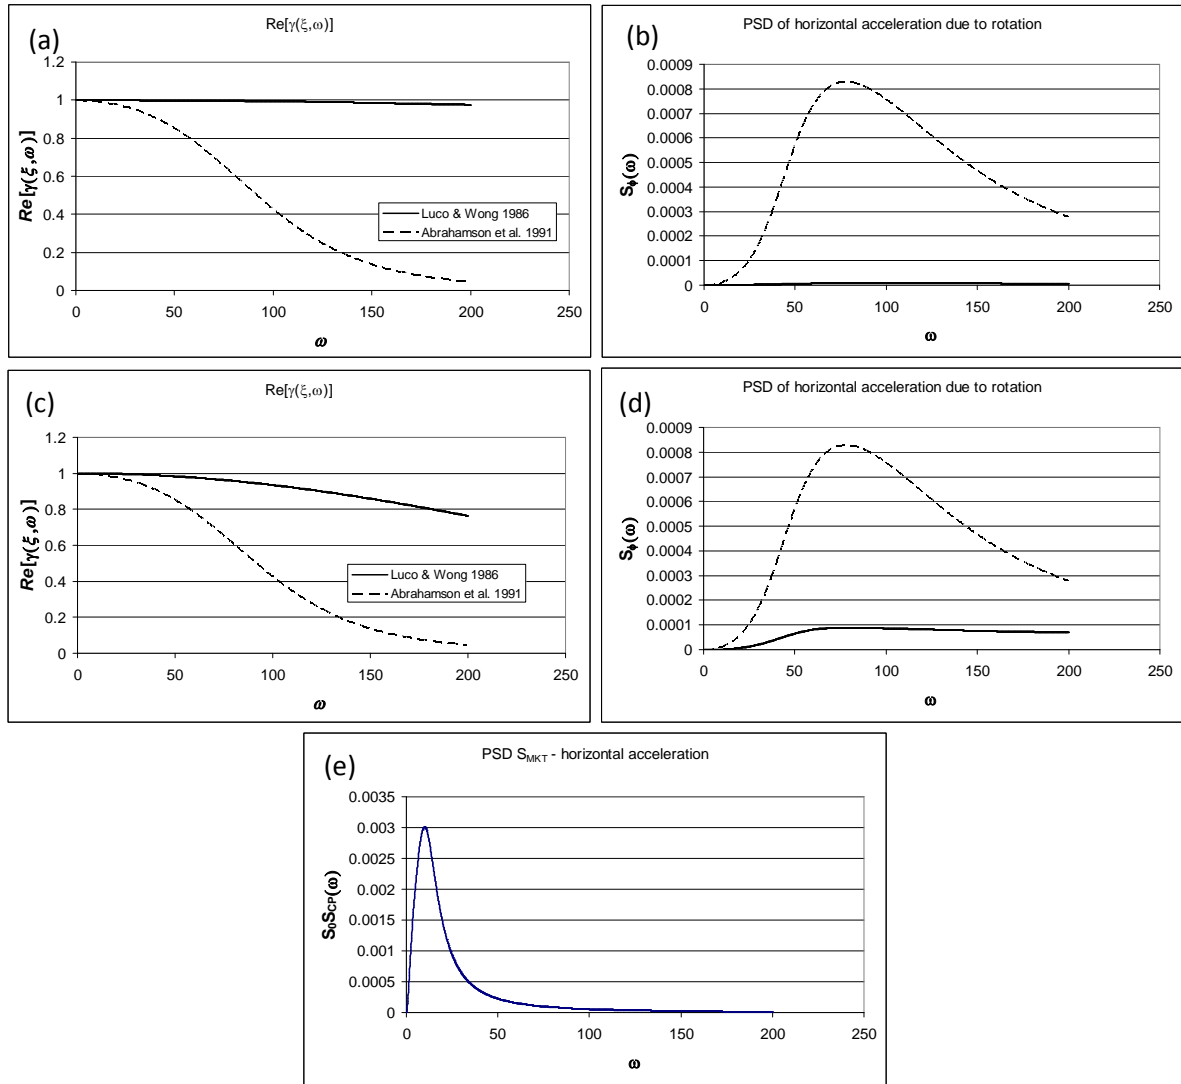 (a)
Re[γ(ξ,ω)]
1.2
1
0.8
0.6
0.4
0.2
0
Re[γ(ξ,ω)]
Luco & Wong 1986
Abrahamson et al. 1991
0 50 100 150 200 250
ω
(b)
PSD of horizontal acceleration due to rotation
0.0009
0.0008
0.0007
0.0006
0.0005
0.0004
0.0003
0.0002
0.0001
0
Sϕ(ω)
0 50 100 150 200 250
ω
(c)
Re[γ(ξ,ω)]
1.2
1
0.8
0.6
0.4
0.2
0
Re[γ(ξ,ω)]
Luco & Wong 1986
Abrahamson et al. 1991
0 50 100 150 200 250
ω
(d)
PSD of horizontal acceleration due to rotation
0.0009
0.0008
0.0007
0.0006
0.0005
0.0004
0.0003
0.0002
0.0001
0
Sϕ(ω)
0 50 100 150 200 250
ω
(e)
PSD SMKT - horizontal acceleration
0.0035
0.003
0.0025
0.002
0.0015
0.001
0.0005
0
S0SCP(ω)
0 50 100 150 200 250
ω